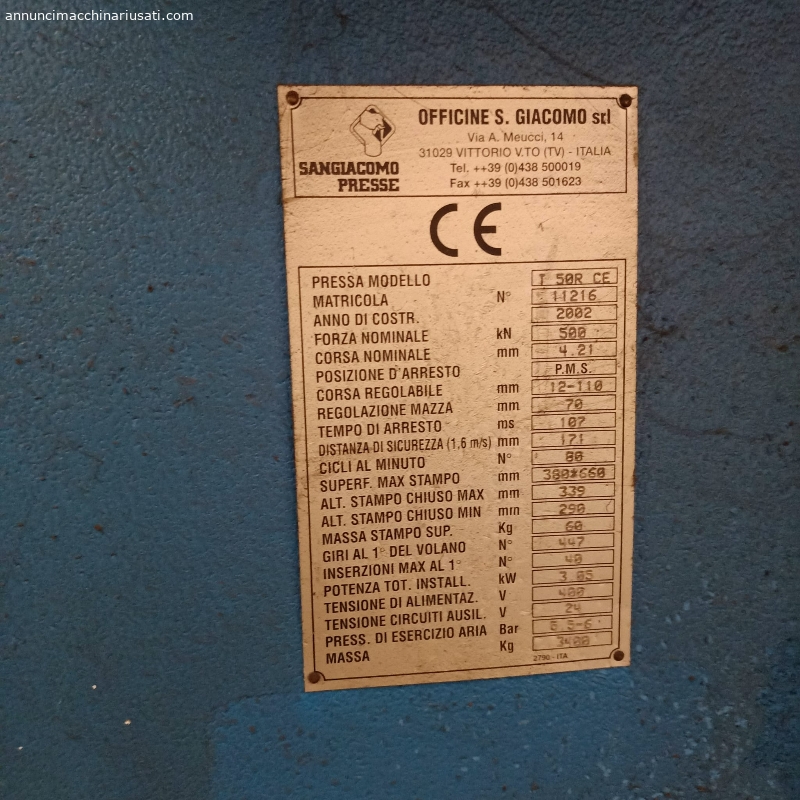 annuncimacchinariusati.com
OFFICINE S. GIACOMO srl
Via A. Meucci, 14
31029 VITTORIO V.TO (TV) - ITALIA
Tel. ++39 (0)438 500019
Fax ++39 (0)438 501623
SANGIACOMO
PRESSE
CE
PRESSA MODELLO T 50R CE
MATRICOLA N° 11216
ANNO DI COSTR. 2002
FORZA NOMINALE kN 500
CORSA NOMINALE mm 4.21
POSIZIONE D'ARRESTO P.M.S.
CORSA REGOLABILE mm 12-110
REGOLAZIONE MAZZA mm 70
TEMPO DI ARRESTO ms 107
DISTANZA DI SICUREZZA (1.6 m/s) mm 171
CICLI AL MINUTO N° 80
SUPERF. MAX STAMPO mm 380*660
ALT. STAMPO CHIUSO MAX mm 339
ALT. STAMPO CHIUSO MIN mm 290
MASSA STAMPO SUP. Kg 60
GIRI AL 1° DEL VOLANO N° 447
INSERZIONI MAX AL 1° N° 40
POTENZA TOT. INSTALL. kW 3.05
TENSIONE DI ALIMENTAZ. V 400
TENSIONE CIRCUITI AUSIL. V 24
PRESS. DI ESERCIZIO ARIA Bar 5.5-6
MASSA Kg 3400
2790 - ITA